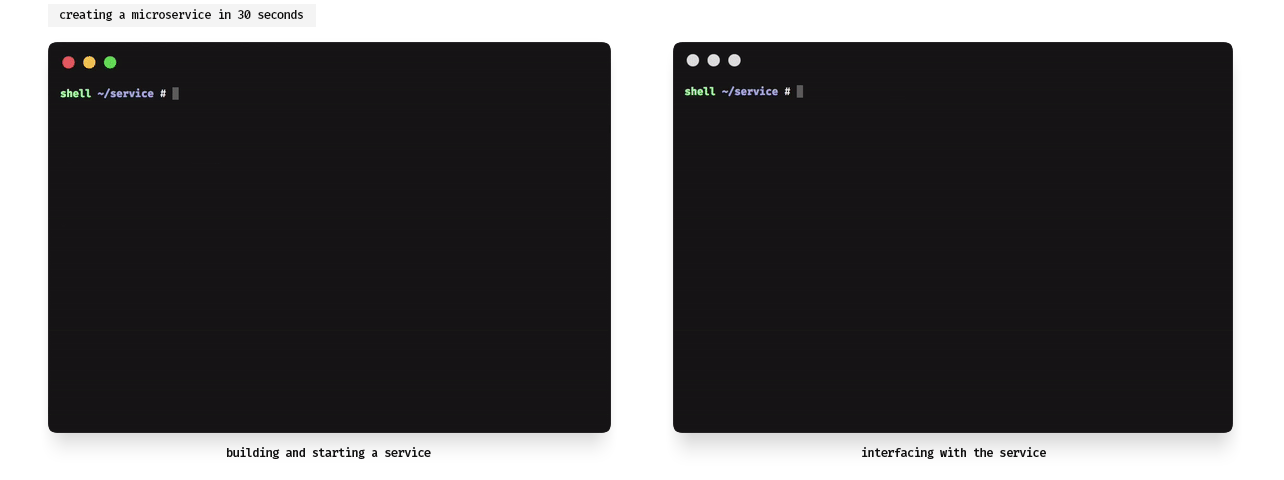 creating a microservice in 30 seconds
shell ~/service #
shell ~/service #
building and starting a service
interfacing with the service